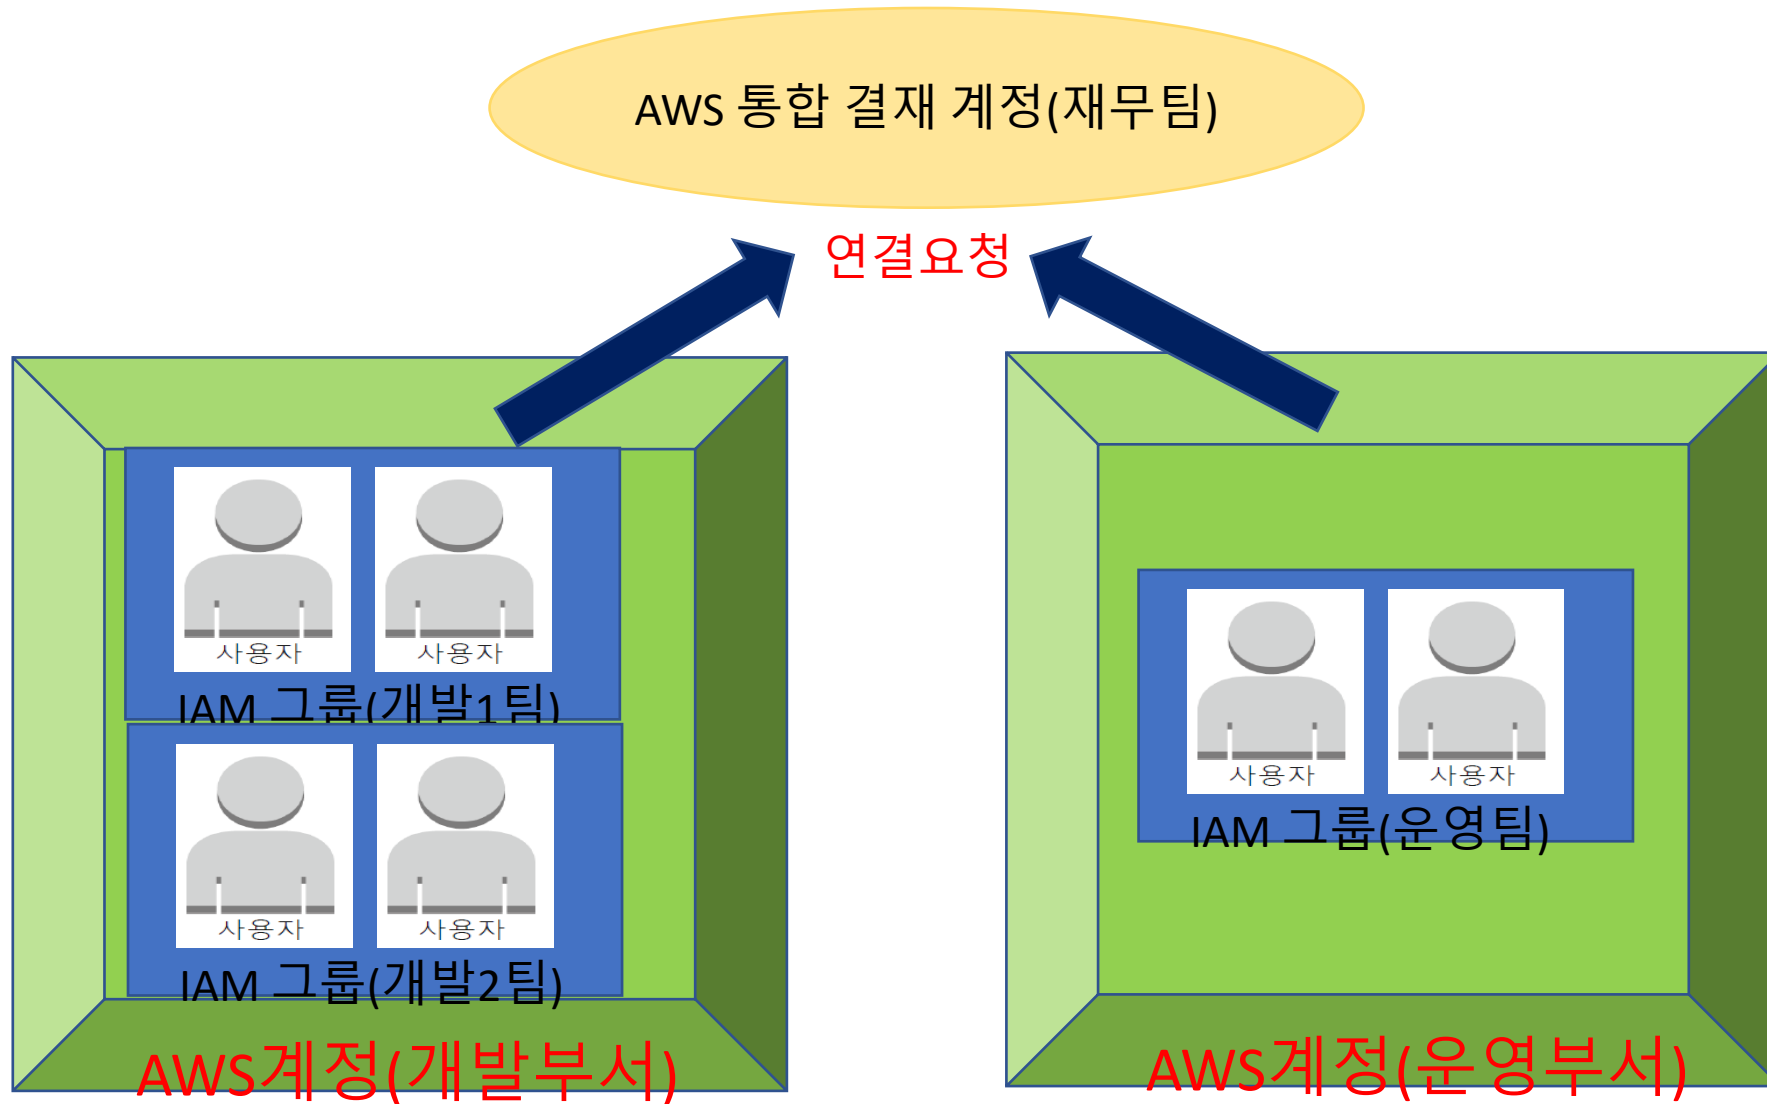 AWS 통합 결재 계정(재무팀)
연결요청
사용자 사용자
IAM 그룹(개발1팀)
사용자 사용자
IAM 그룹(개발2팀)
AWS계정(개발부서)
사용자 사용자
IAM 그룹(운영팀)
AWS계정(운영부서)